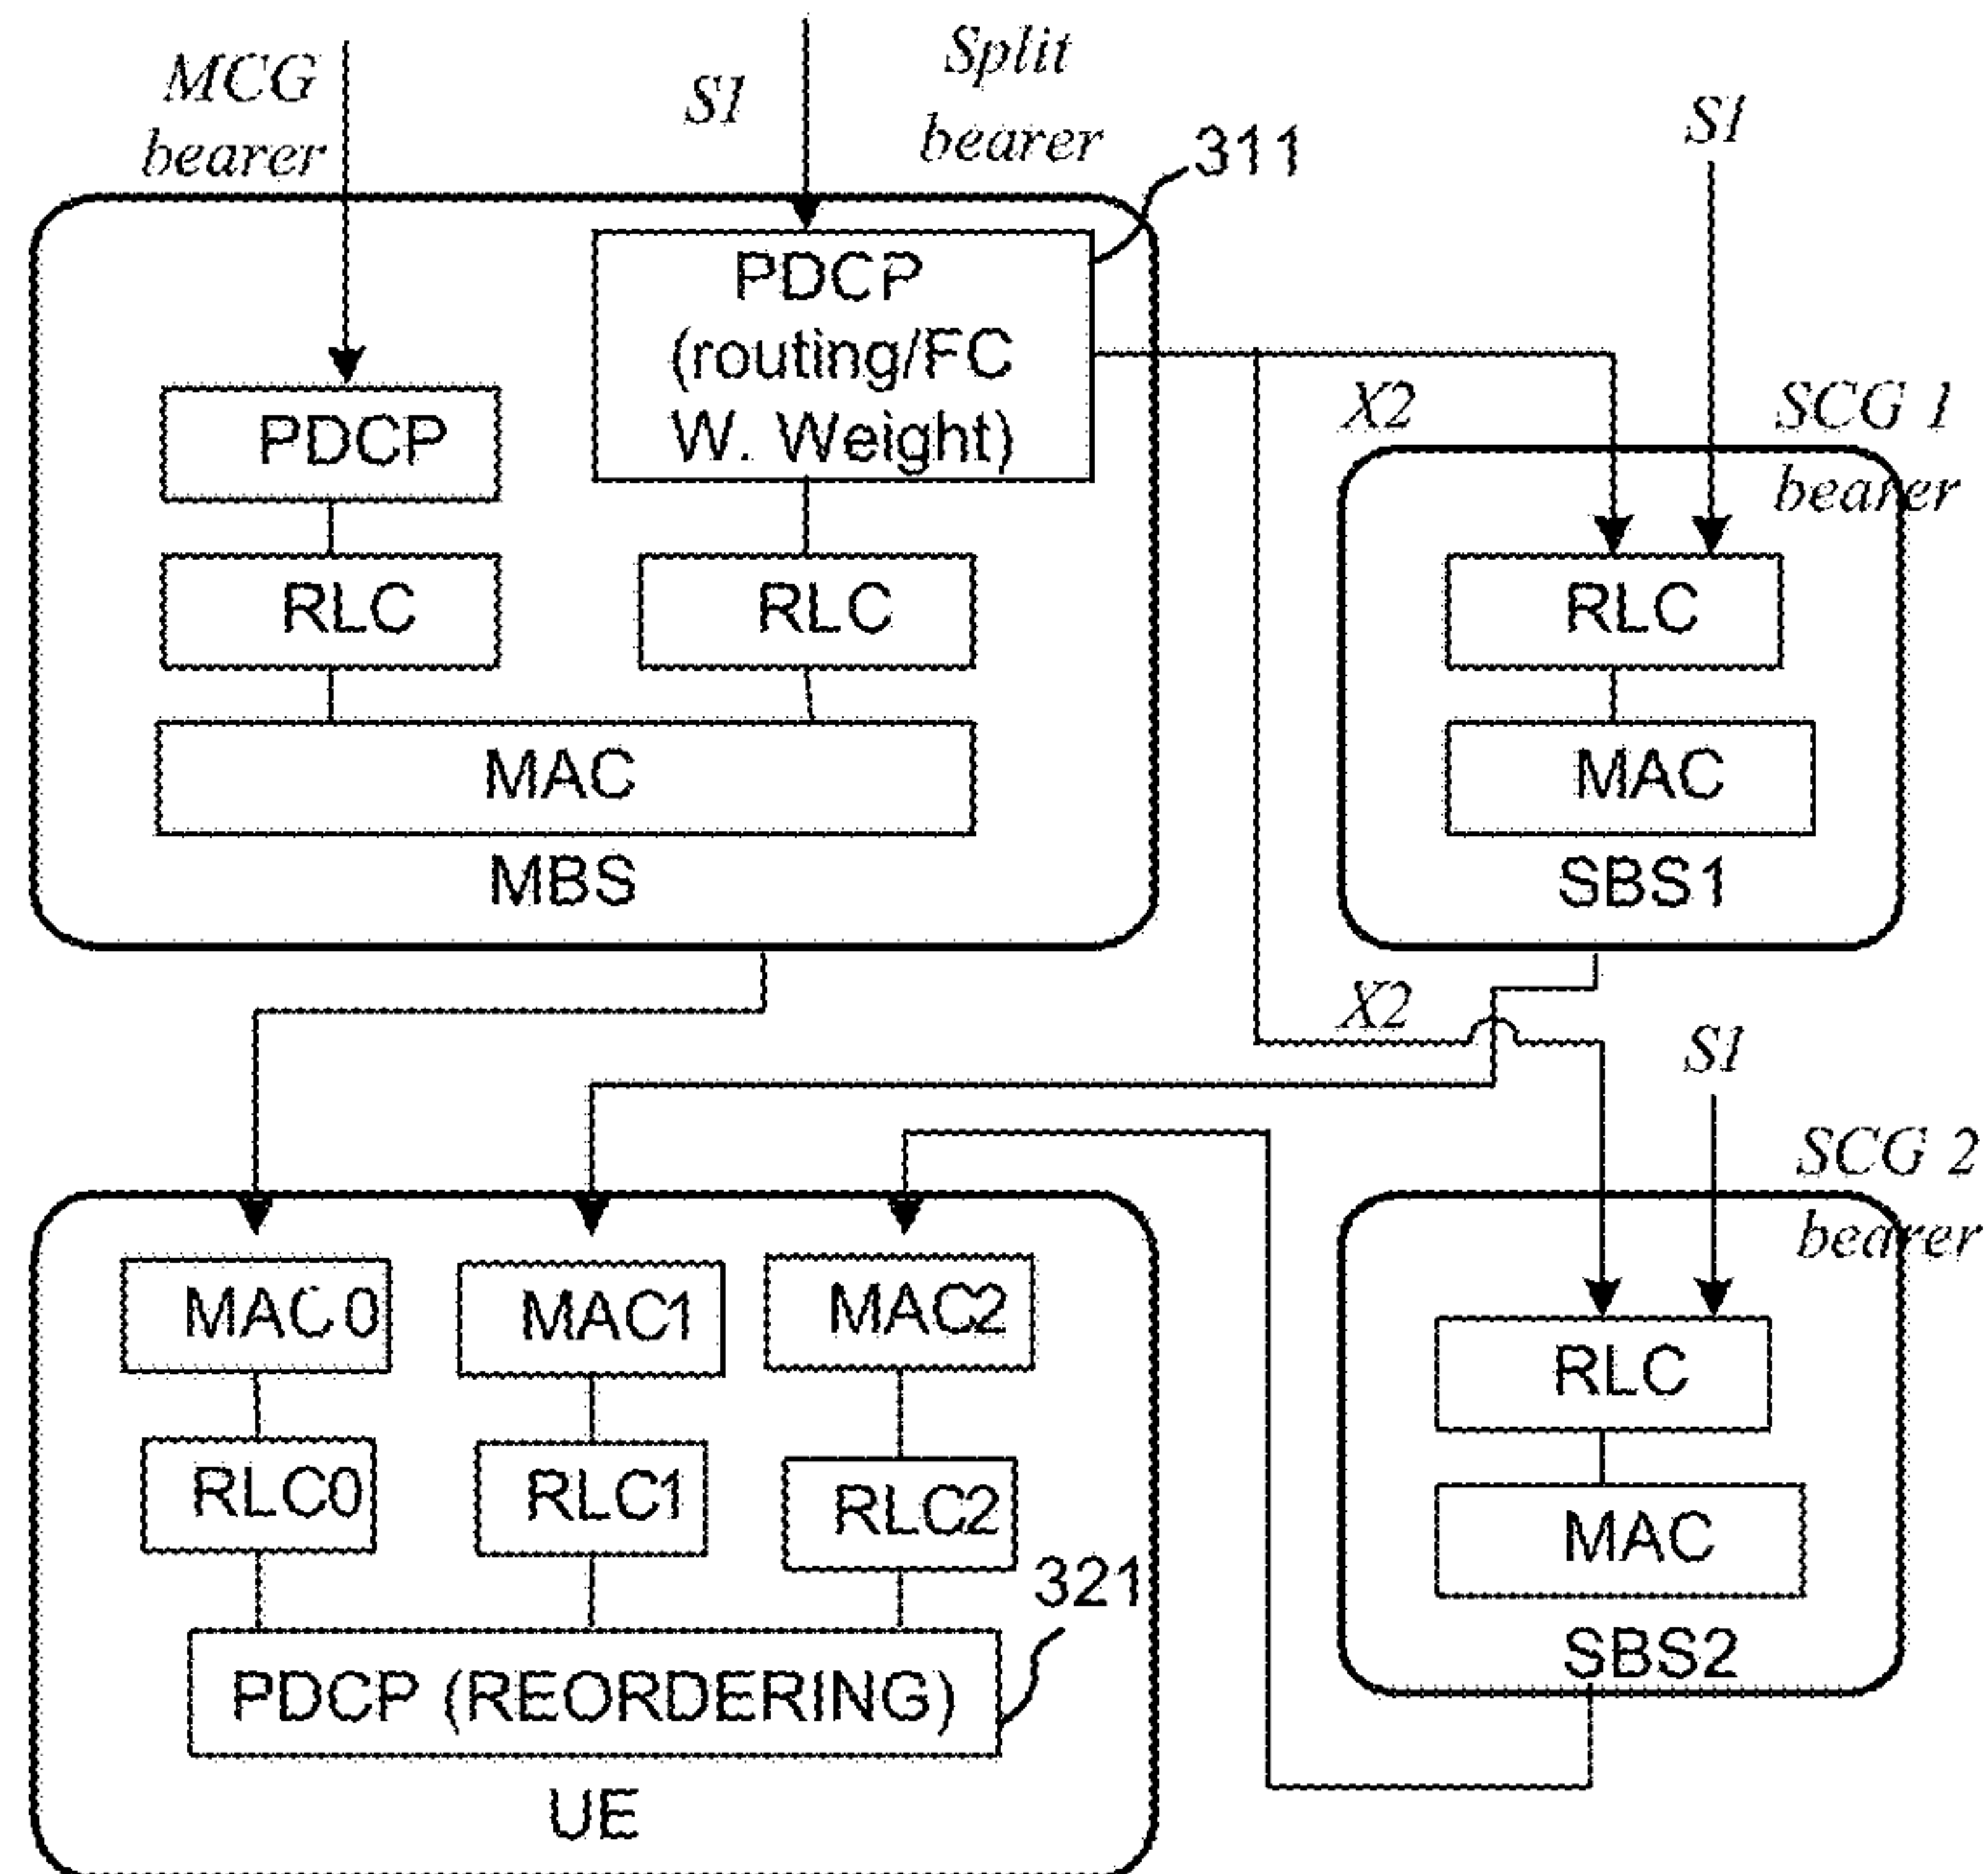 MCG
bearer
S1
Split
bearer
311
S1
PDCP
(routing/FC
W. Weight)
PDCP
X2
SCG 1
bearer
RLC
RLC
RLC
MAC
MAC
MBS
SBS1
X2
S1
SCG 2
bearer
MAC 0
MAC1
MAC2
RLC
RLC0
RLC1
RLC2
MAC
321
PDCP (REORDERING)
SBS2
UE